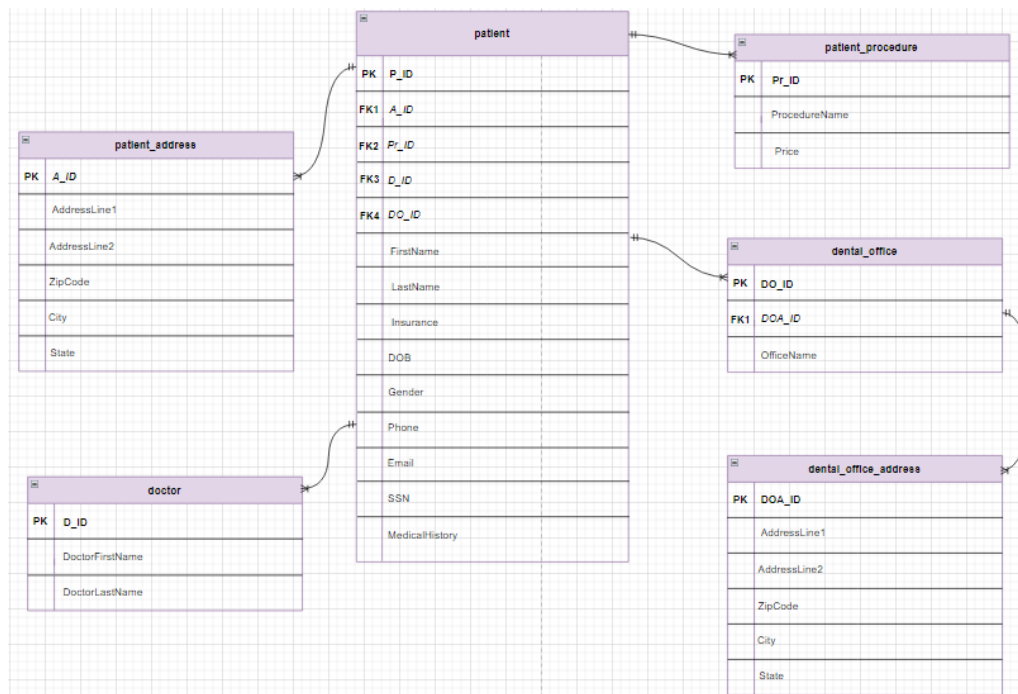 patient
PK P_ID
FK1 A_ID
FK2 Pr_ID
FK3 D_ID
FK4 DO_ID
FirstName
LastName
Insurance
DOB
Gender
Phone
Email
SSN
MedicalHistory
patient_address
PK A_ID
AddressLine1
AddressLine2
ZipCode
City
State
doctor
PK D_ID
DoctorFirstName
DoctorLastName
patient_procedure
PK Pr_ID
ProcedureName
Price
dental_office
PK DO_ID
FK1 DOA_ID
OfficeName
dental_office_address
PK DOA_ID
AddressLine1
AddressLine2
ZipCode
City
State